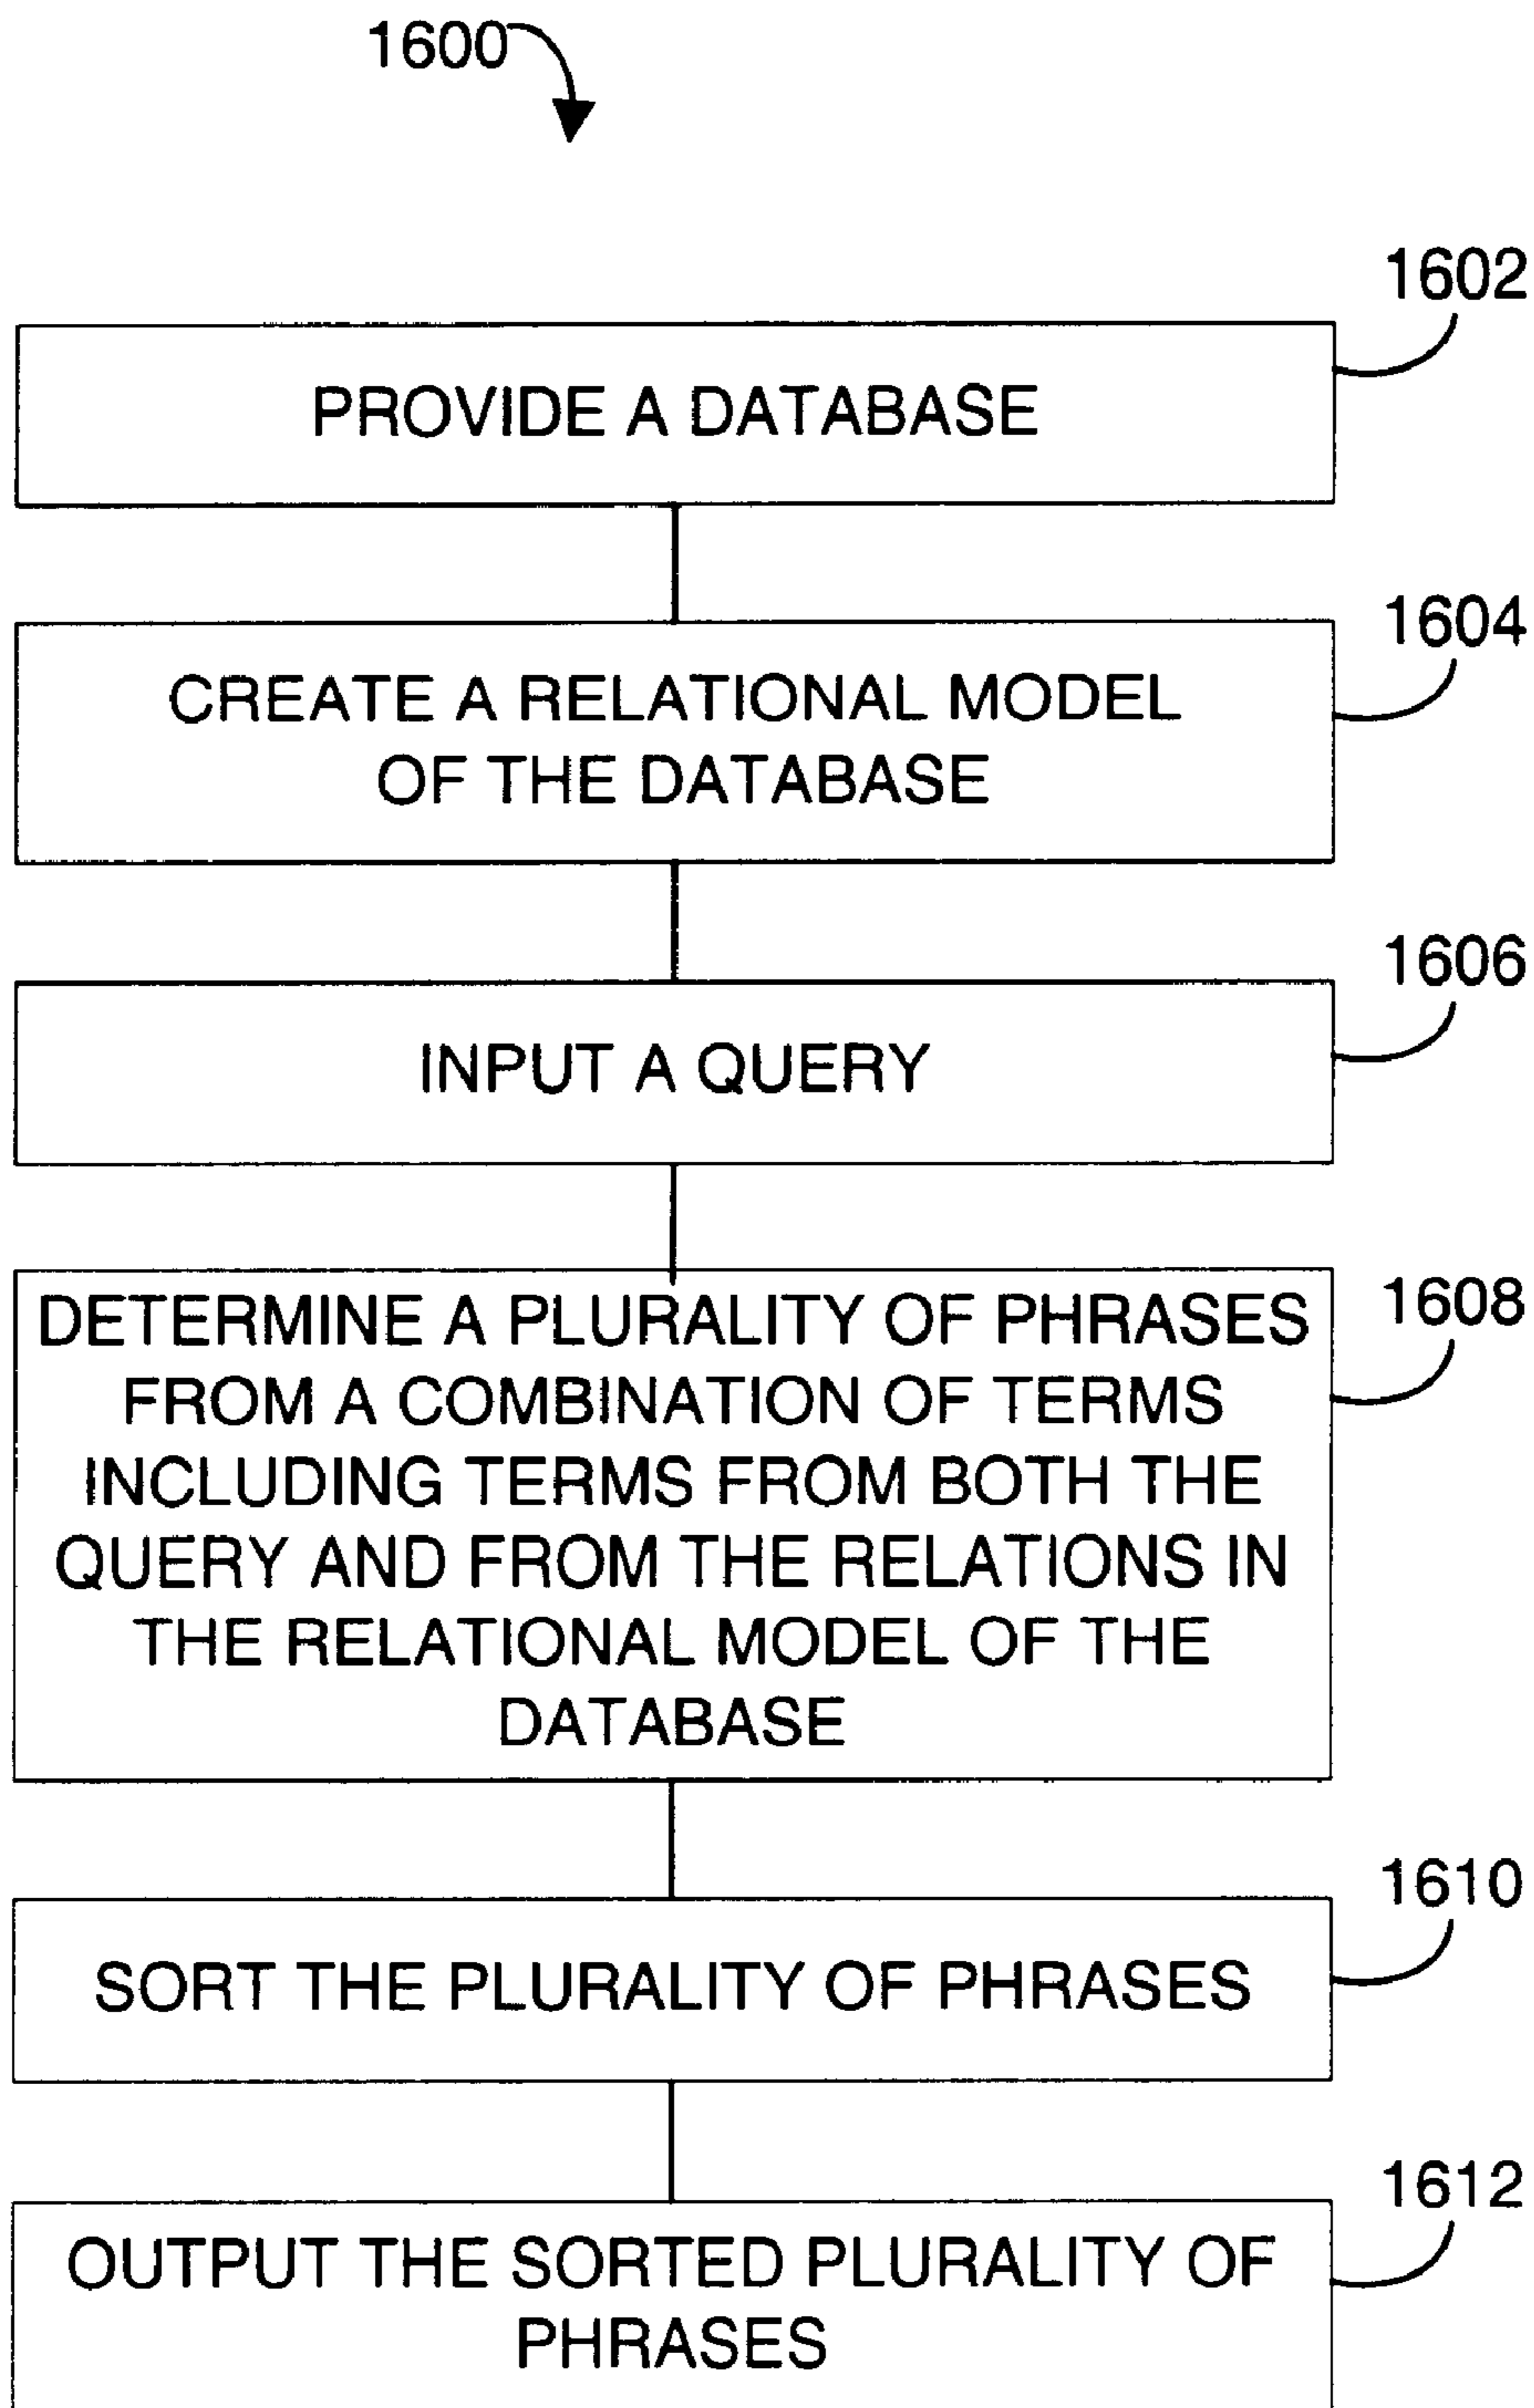 1600
1602
PROVIDE A DATABASE
1604
CREATE A RELATIONAL MODEL
OF THE DATABASE
1606
INPUT A QUERY
1608
DETERMINE A PLURALITY OF PHRASES
FROM A COMBINATION OF TERMS
INCLUDING TERMS FROM BOTH THE
QUERY AND FROM THE RELATIONS IN
THE RELATIONAL MODEL OF THE
DATABASE
1610
SORT THE PLURALITY OF PHRASES
1612
OUTPUT THE SORTED PLURALITY OF
PHRASES